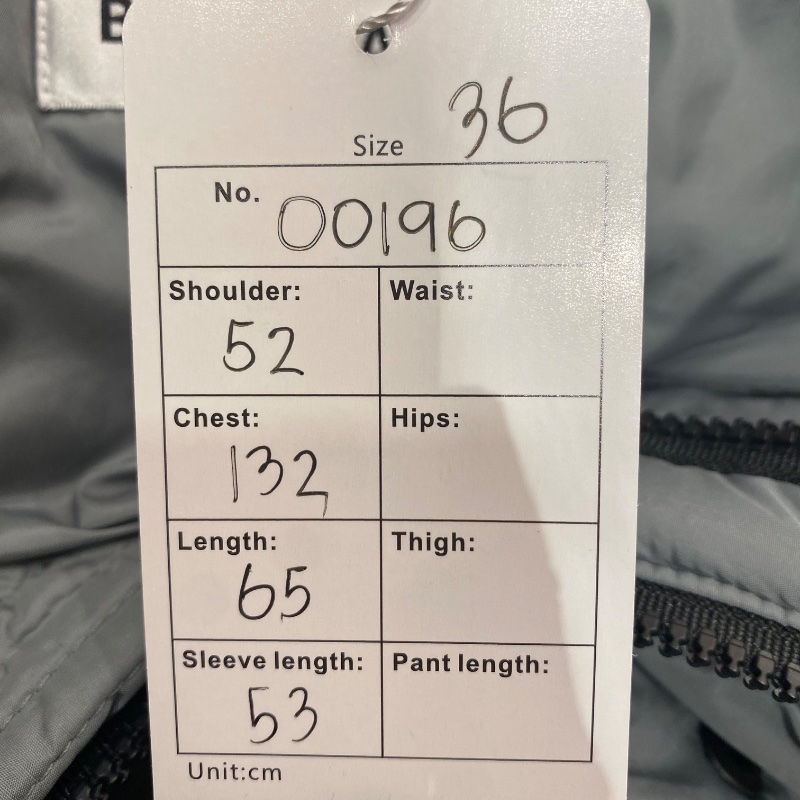 B
Size 36
No. 00196
Shoulder: 52
Waist:
Chest: 132
Hips:
Length: 65
Thigh:
Sleeve length: 53
Pant length:
Unit:cm